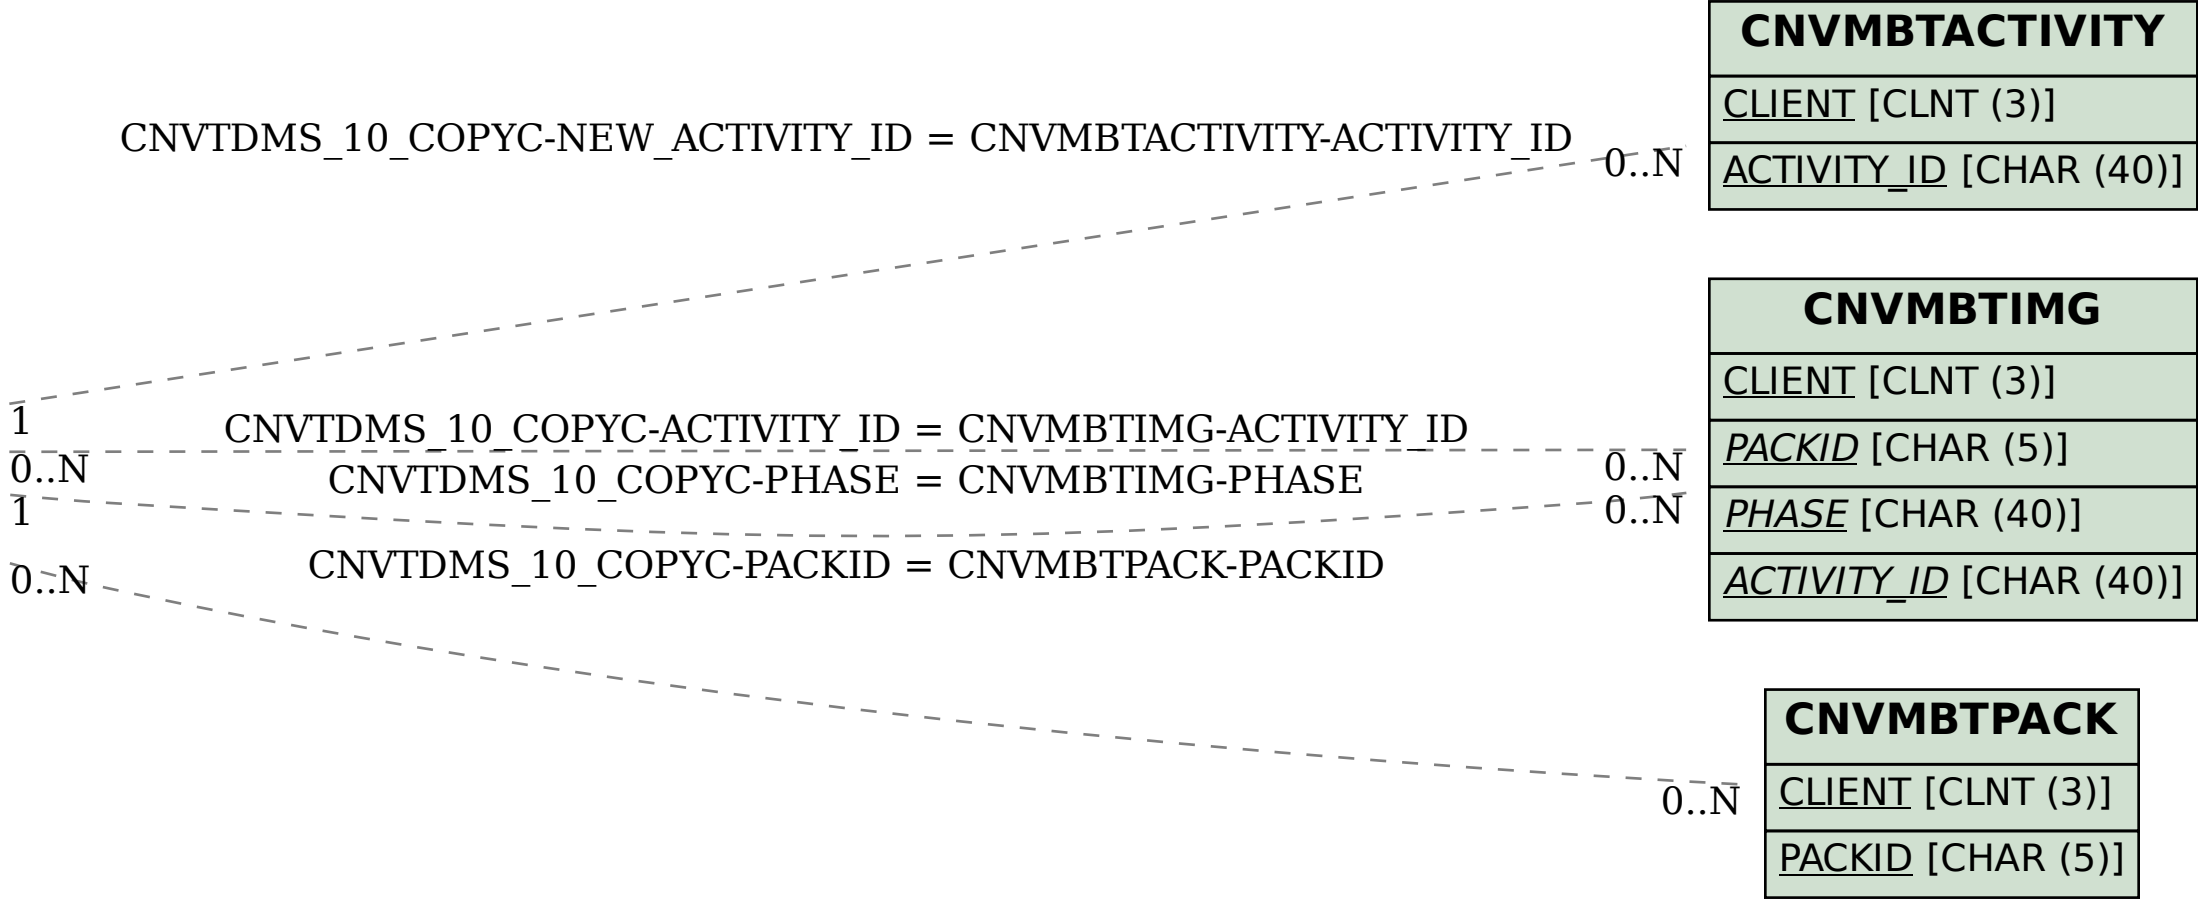 CNVMBTACTIVITY
CLIENT [CLNT (3)]
ACTIVITY_ID [CHAR (40)]
CNVTDMS_10_COPYC-NEW_ACTIVITY_ID = CNVMBTACTIVITY-ACTIVITY_ID
0..N
1
CNVTDMS_10_COPYC-ACTIVITY_ID = CNVMBTIMG-ACTIVITY_ID
0..N
0..N
CNVTDMS_10_COPYC-PHASE = CNVMBTIMG-PHASE
1
0..N
CNVTDMS_10_COPYC-PACKID = CNVMBTPACK-PACKID
0..N
0..N
CNVMBTIMG
CLIENT [CLNT (3)]
PACKID [CHAR (5)]
PHASE [CHAR (40)]
ACTIVITY_ID [CHAR (40)]
CNVMBTPACK
CLIENT [CLNT (3)]
PACKID [CHAR (5)]